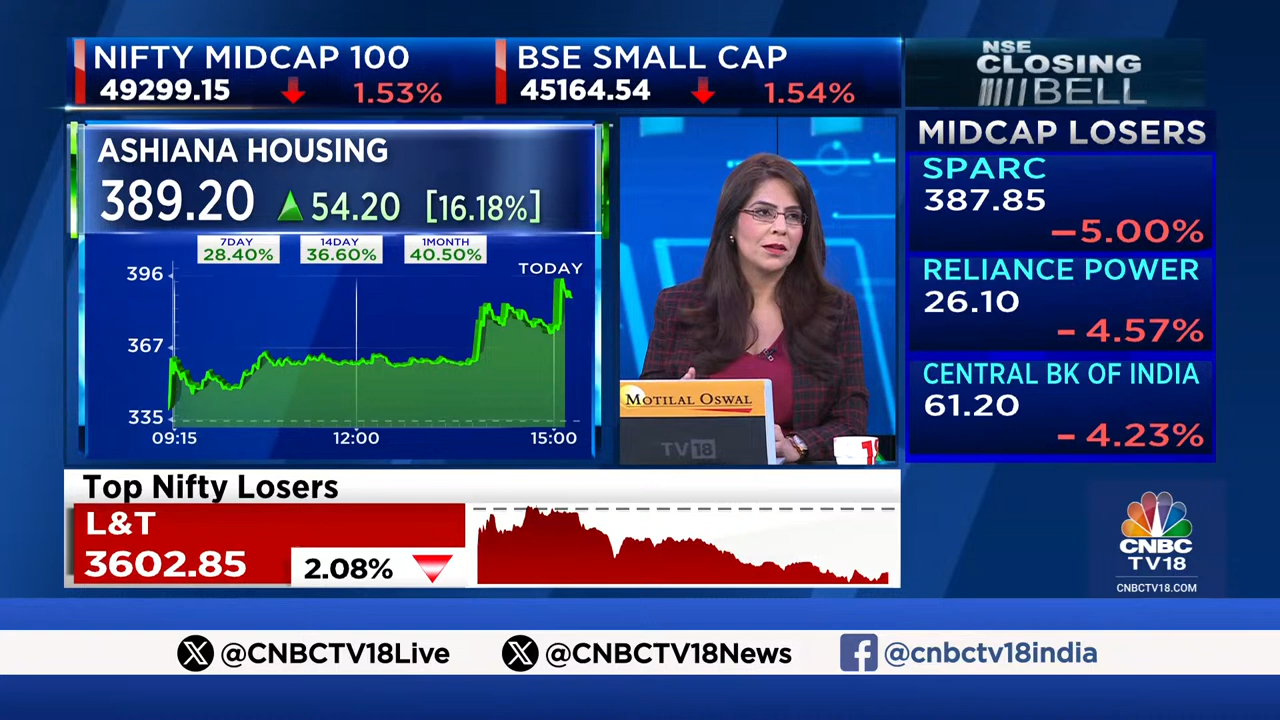 NIFTY MIDCAP 100
49299.15 1.53%
BSE SMALL CAP
45164.54 1.54%
NSE
CLOSING
BELL
ASHIANA HOUSING
389.20 54.20 [16.18%]
7DAY
28.40%
14DAY
36.60%
1MONTH
40.50%
TODAY
396
367
335
09:15 12:00 15:00
MOTILAL OSWAL
TV18
MIDCAP LOSERS
SPARC
387.85
−5.00%
RELIANCE POWER
26.10
− 4.57%
CENTRAL BK OF INDIA
61.20
− 4.23%
Top Nifty Losers
L&T
3602.85 2.08%
CNBC
TV18
CNBCTV18.COM
@CNBCTV18Live @CNBCTV18News @cnbctv18india